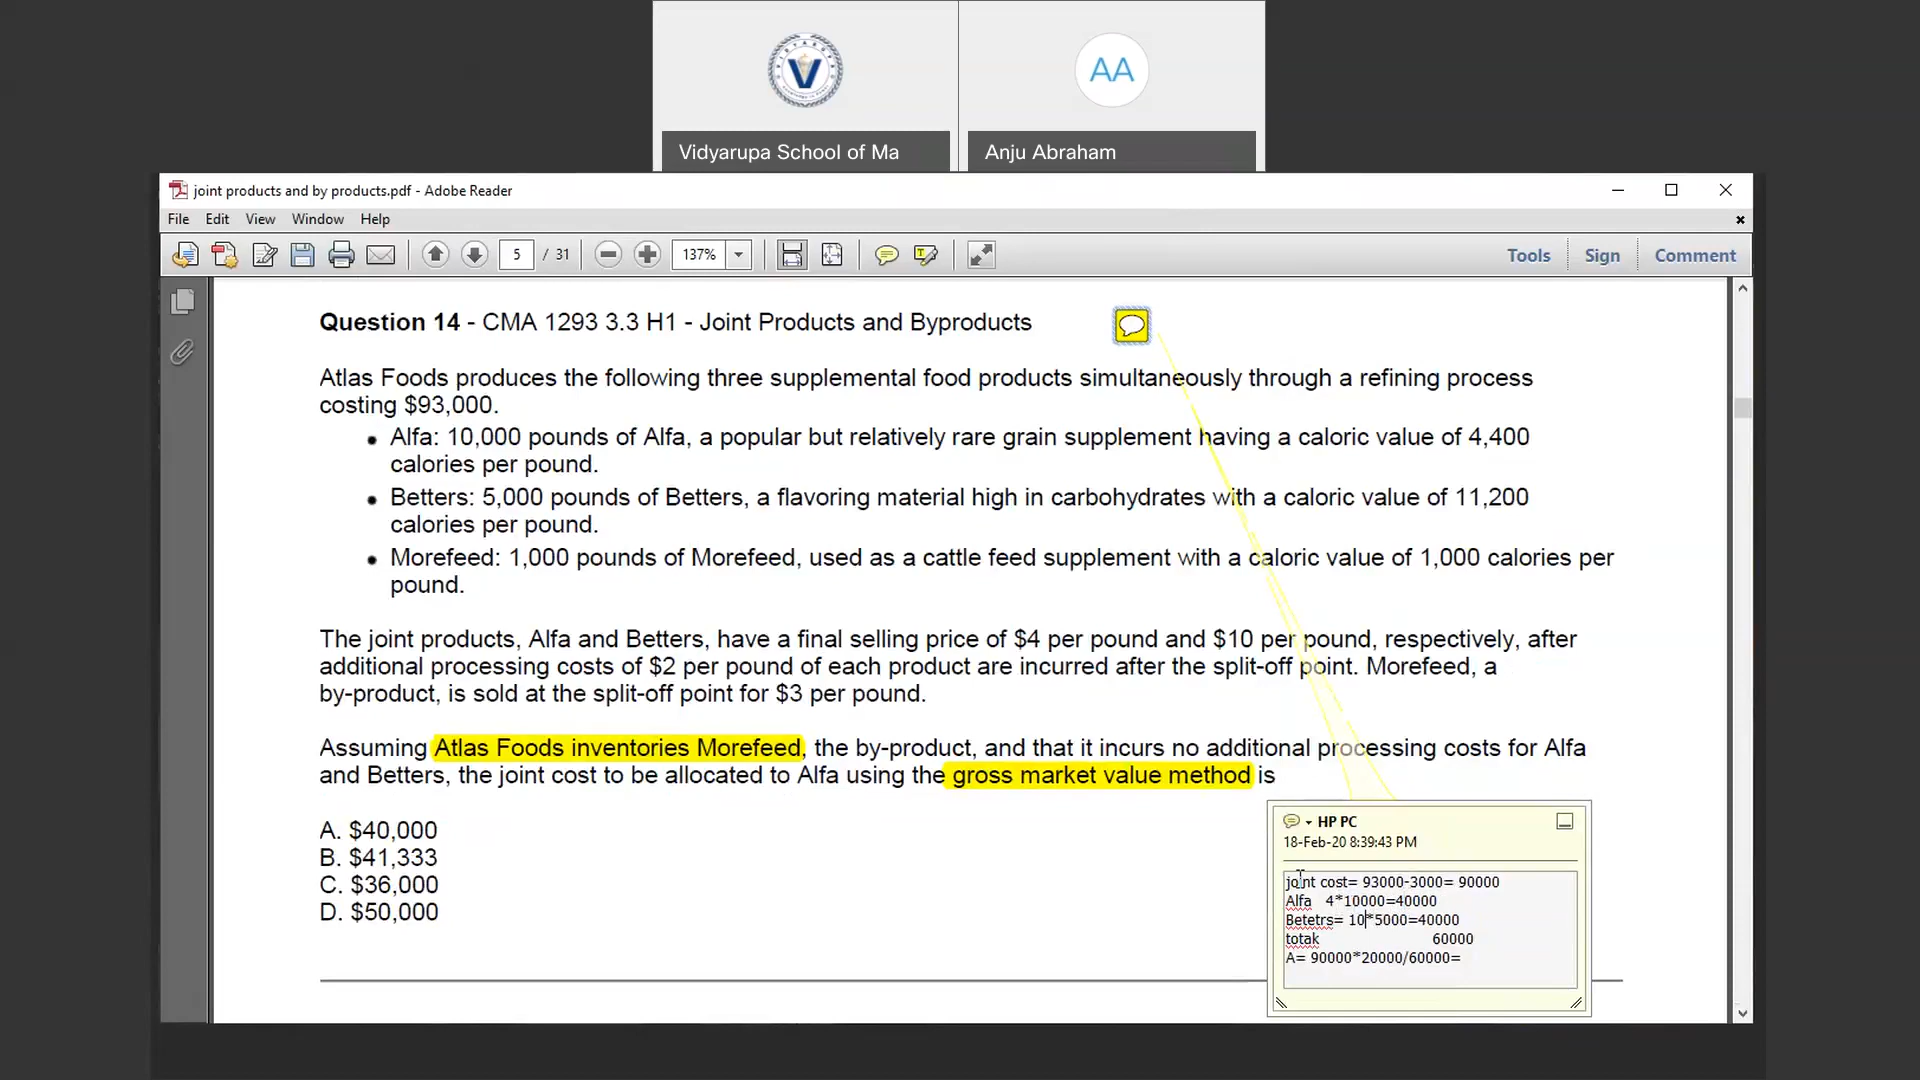 Vidyarupa School of Ma
AA
Anju Abraham
joint products and by products.pdf - Adobe Reader
File Edit View Window Help
5 / 31 137% Tools Sign Comment
Question 14 - CMA 1293 3.3 H1 - Joint Products and Byproducts
Atlas Foods produces the following three supplemental food products simultaneously through a refining process
costing $93,000.
• Alfa: 10,000 pounds of Alfa, a popular but relatively rare grain supplement having a caloric value of 4,400
calories per pound.
• Betters: 5,000 pounds of Betters, a flavoring material high in carbohydrates with a caloric value of 11,200
calories per pound.
• Morefeed: 1,000 pounds of Morefeed, used as a cattle feed supplement with a caloric value of 1,000 calories per
pound.
The joint products, Alfa and Betters, have a final selling price of $4 per pound and $10 per pound, respectively, after
additional processing costs of $2 per pound of each product are incurred after the split-off point. Morefeed, a
by-product, is sold at the split-off point for $3 per pound.
Assuming Atlas Foods inventories Morefeed, the by-product, and that it incurs no additional processing costs for Alfa
and Betters, the joint cost to be allocated to Alfa using the gross market value method is
A. $40,000
B. $41,333
C. $36,000
D. $50,000
HP PC
18-Feb-20 8:39:43 PM
joint cost= 93000-3000= 90000
Alfa 4*10000=40000
Betetrs= 10*5000=40000
totak 60000
A= 90000*20000/60000=